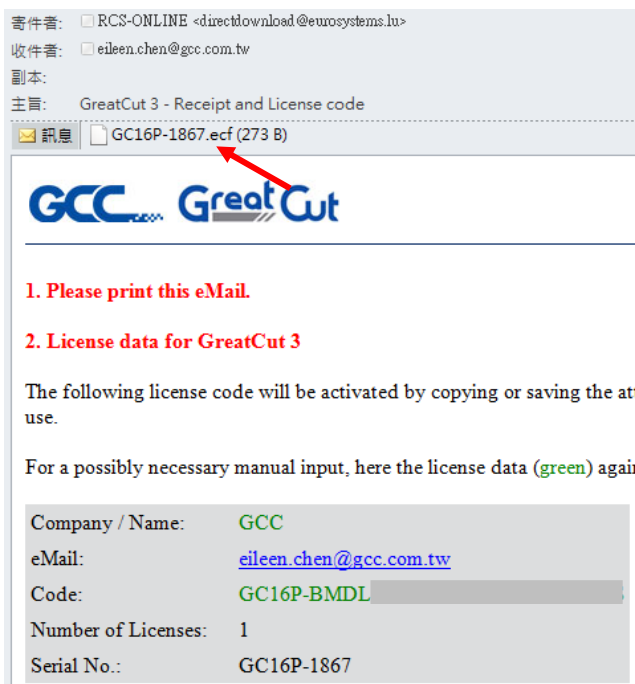 寄件者: RCS-ONLINE <directdownload@eurosystems.lu>
收件者: eileen.chen@gcc.com.tw
副本:
主旨: GreatCut 3 - Receipt and License code
訊息 GC16P-1867.ecf (273 B)
GCC GreatCut
1. Please print this eMail.
2. License data for GreatCut 3
The following license code will be activated by copying or saving the
use.
For a possibly necessary manual input, here the license data (green)
Company / Name: GCC
eMail: eileen.chen@gcc.com.tw
Code: GC16P-BMDL
Number of Licenses: 1
Serial No.: GC16P-1867